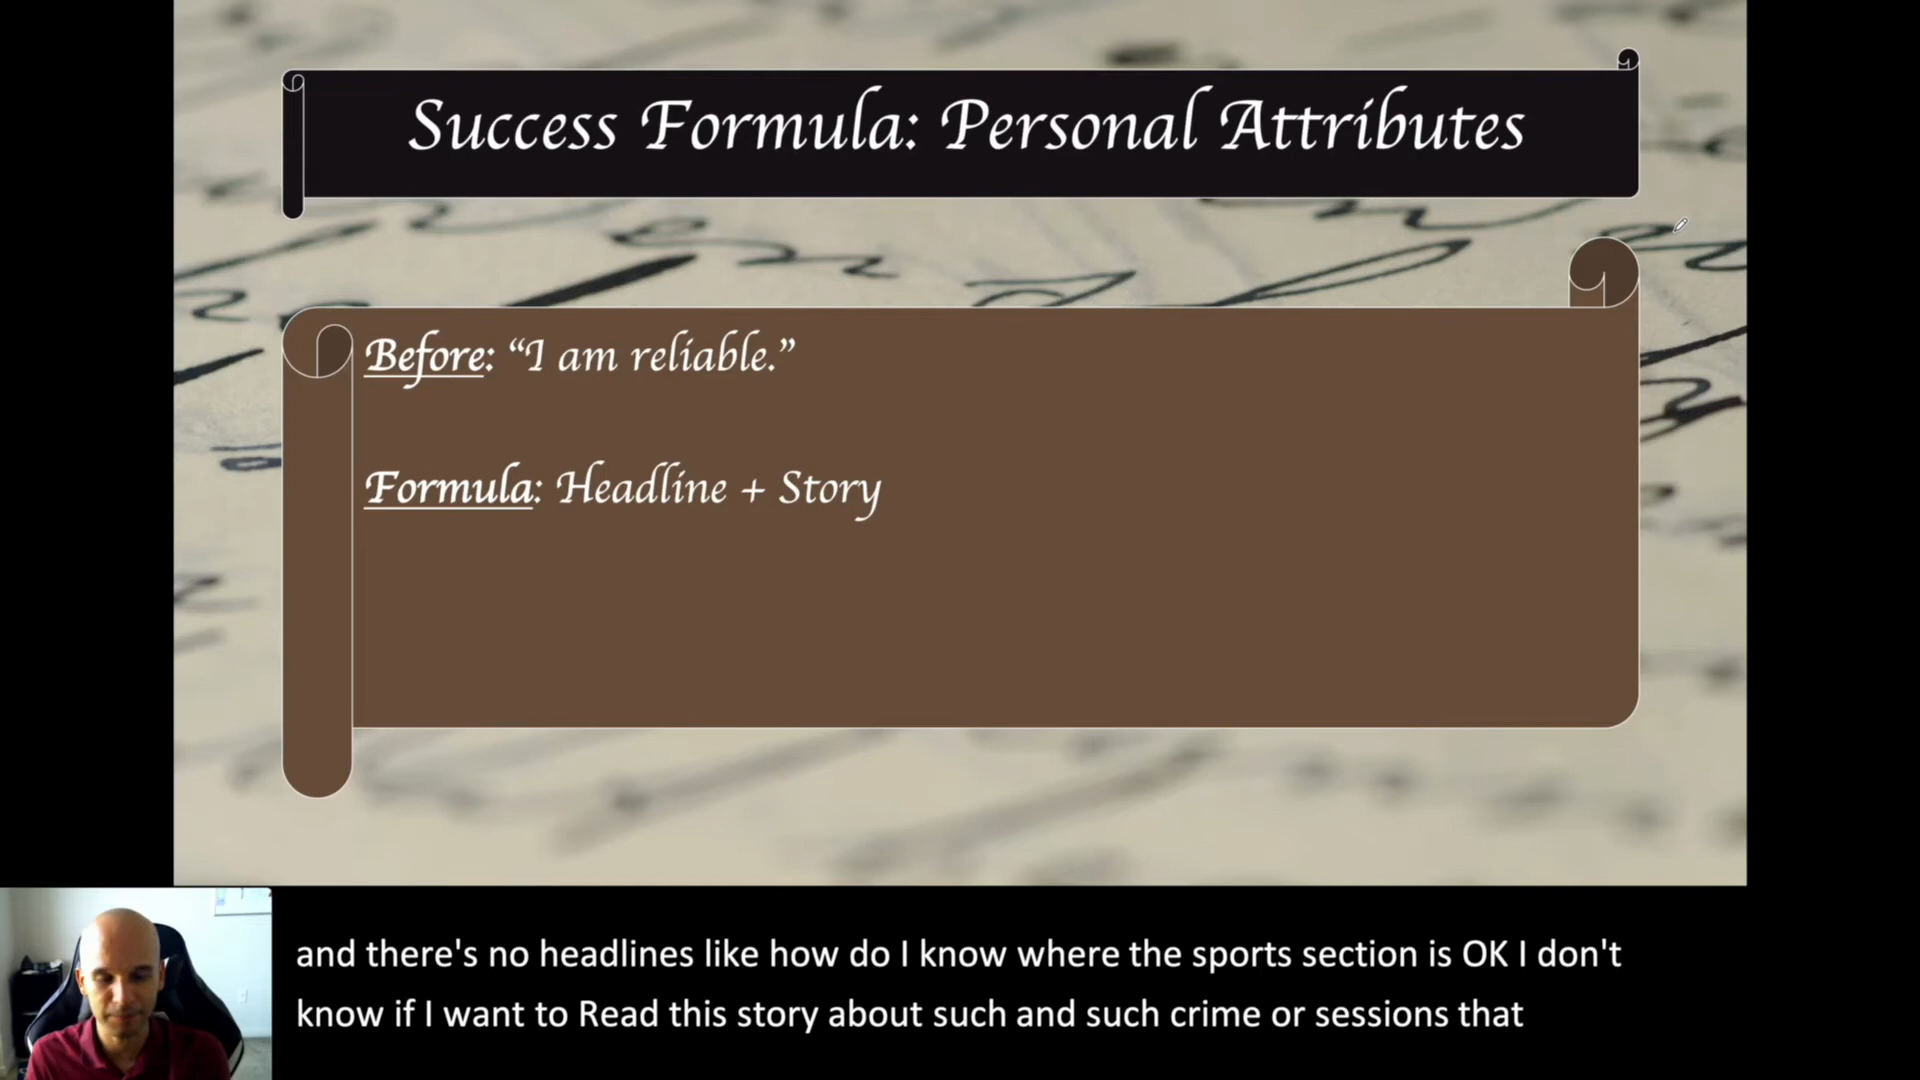 Success Formula: Personal Attributes
Before: “I am reliable.”
Formula: Headline + Story
and there's no headlines like how do I know where the sports section is OK I don't
know if I want to Read this story about such and such crime or sessions that